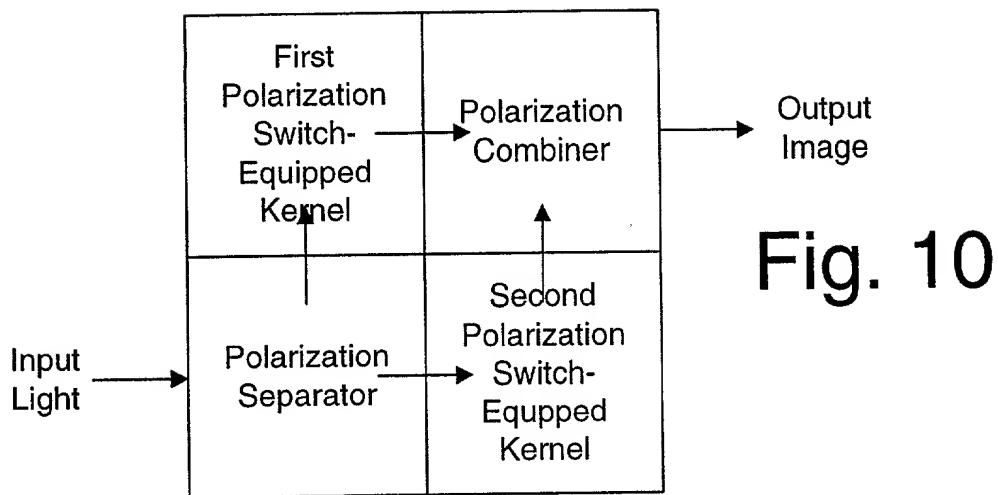 First
Polarization
Switch-
Equipped
Kernel
Polarization
Combiner
Output
Image
Fig. 10
Input
Light
Polarization
Separator
Second
Polarization
Switch-
Equpped
Kernel